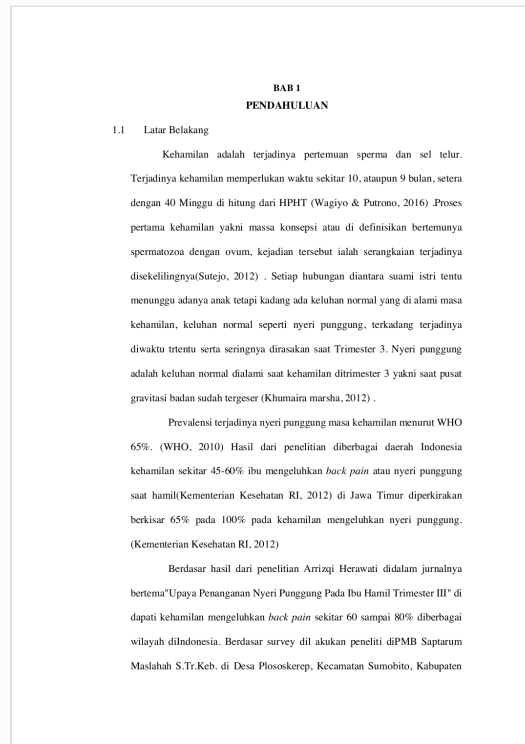 BAB 1
PENDAHULUAN
1.1 Latar Belakang
Kehamilan adalah terjadinya pertemuan sperma dan sel telur.
Terjadinya kehamilan memperlukan waktu sekitar 10, ataupun 9 bulan, setera
dengan 40 Minggu di hitung dari HPHT (Wagiyo & Putrono, 2016) .Proses
pertama kehamilan yakni massa konsepsi atau di definisikan bertemunya
spermatozoa dengan ovum, kejadian tersebut ialah serangkaian terjadinya
disekelilingnya(Sutejo, 2012) . Setiap hubungan diantara suami istri tentu
menunggu adanya anak tetapi kadang ada keluhan normal yang di alami masa
kehamilan, keluhan normal seperti nyeri punggung, terkadang terjadinya
diwaktu trtentu serta seringnya dirasakan saat Trimester 3. Nyeri punggung
adalah keluhan normal dialami saat kehamilan ditrimester 3 yakni saat pusat
gravitasi badan sudah tergeser (Khumaira marsha, 2012) .
Prevalensi terjadinya nyeri punggung masa kehamilan menurut WHO
65%. (WHO, 2010) Hasil dari penelitian diberbagai daerah Indonesia
kehamilan sekitar 45-60% ibu mengeluhkan back pain atau nyeri punggung
saat hamil(Kementerian Kesehatan RI, 2012) di Jawa Timur diperkirakan
berkisar 65% pada 100% pada kehamilan mengeluhkan nyeri punggung.
(Kementerian Kesehatan RI, 2012)
Berdasar hasil dari penelitian Arrizqi Herawati didalam jurnalnya
bertema"Upaya Penanganan Nyeri Punggung Pada Ibu Hamil Trimester III" di
dapati kehamilan mengeluhkan back pain sekitar 60 sampai 80% diberbagai
wilayah diIndonesia. Berdasar survey dil akukan peneliti diPMB Saptarum
Maslahah S.Tr.Keb. di Desa Plososkerep, Kecamatan Sumobito, Kabupaten